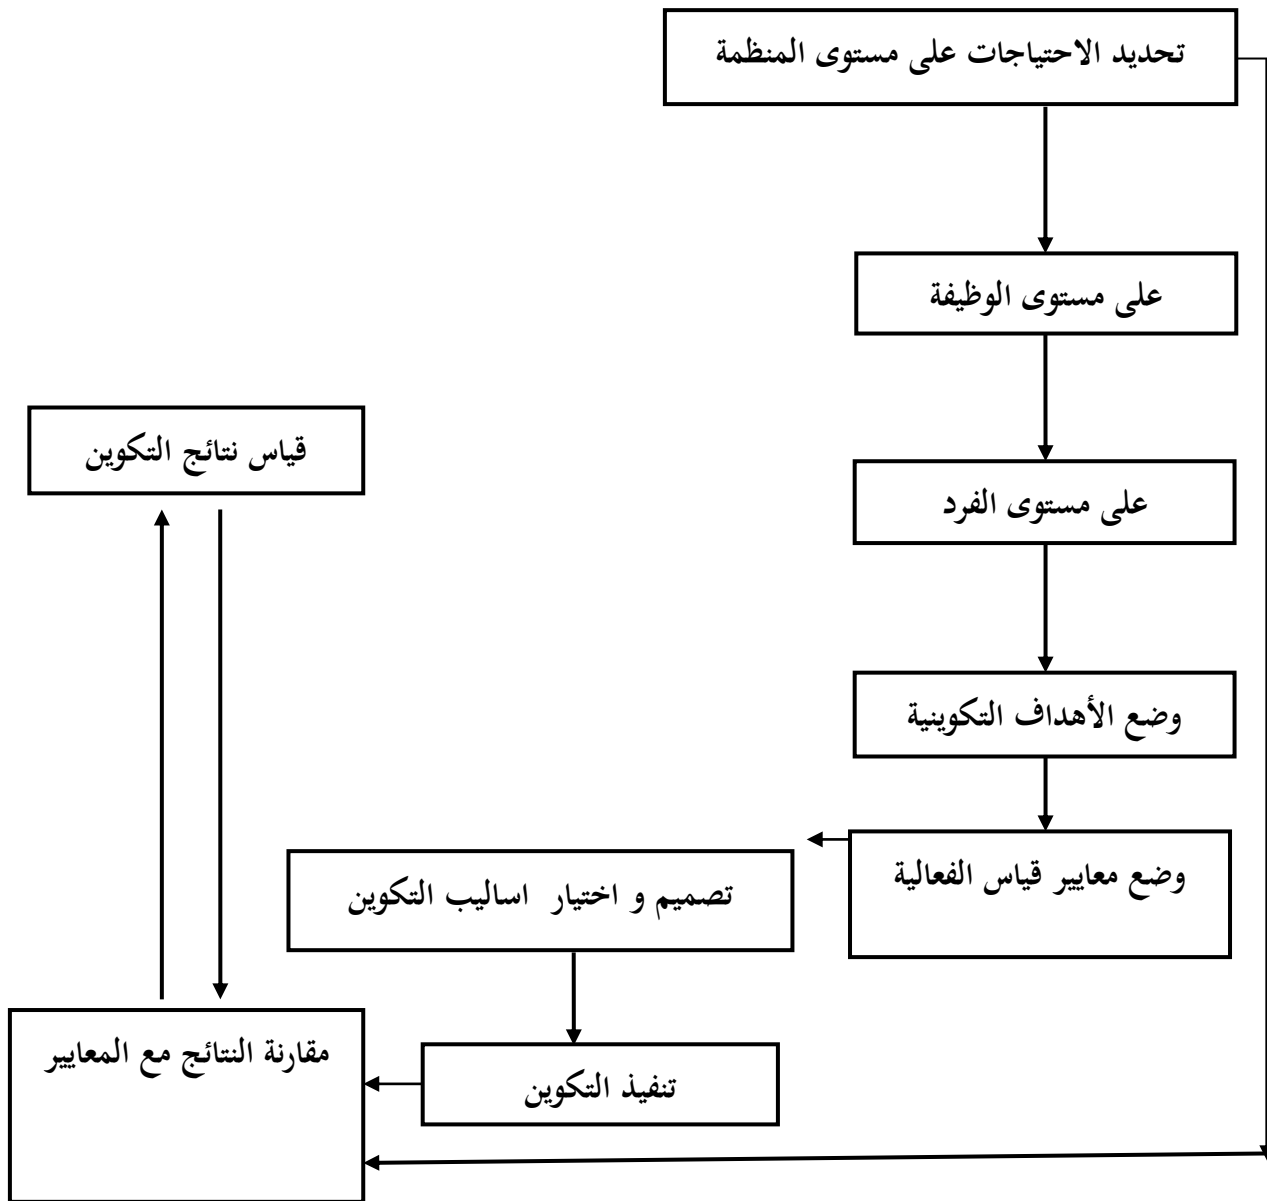 تحديد الاحتياجات على مستوى المنظمة
على مستوى الوظيفة
على مستوى الفرد
وضع الأهداف التكوينية
وضع معايير قياس الفعالية
تصميم و اختيار اساليب التكوين
تنفيذ التكوين
مقارنة النتائج مع المعايير
قياس نتائج التكوين